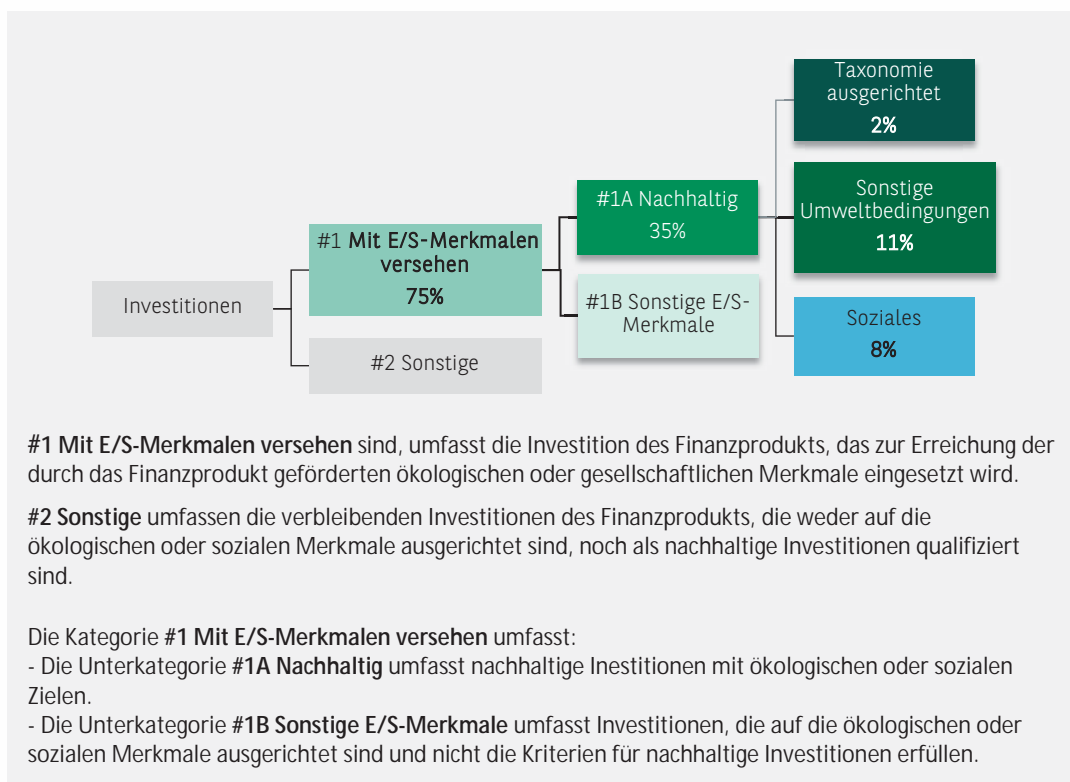 Taxonomie
ausgerichtet
2%
#1A Nachhaltig
35%
Sonstige
Umweltbedingungen
11%
#1 Mit E/S-Merkmalen
versehen
75%
Investitionen
#1B Sonstige E/S-
Merkmale
Soziales
8%
#2 Sonstige
#1 Mit E/S-Merkmalen versehen sind, umfasst die Investition des Finanzprodukts, das zur Erreichung der
durch das Finanzprodukt geförderten ökologischen oder gesellschaftlichen Merkmale eingesetzt wird.
#2 Sonstige umfassen die verbleibenden Investitionen des Finanzprodukts, die weder auf die
ökologischen oder sozialen Merkmale ausgerichtet sind, noch als nachhaltige Investitionen qualifiziert
sind.
Die Kategorie #1 Mit E/S-Merkmalen versehen umfasst:
- Die Unterkategorie #1A Nachhaltig umfasst nachhaltige Inestitionen mit ökologischen oder sozialen
Zielen.
- Die Unterkategorie #1B Sonstige E/S-Merkmale umfasst Investitionen, die auf die ökologischen oder
sozialen Merkmale ausgerichtet sind und nicht die Kriterien für nachhaltige Investitionen erfüllen.